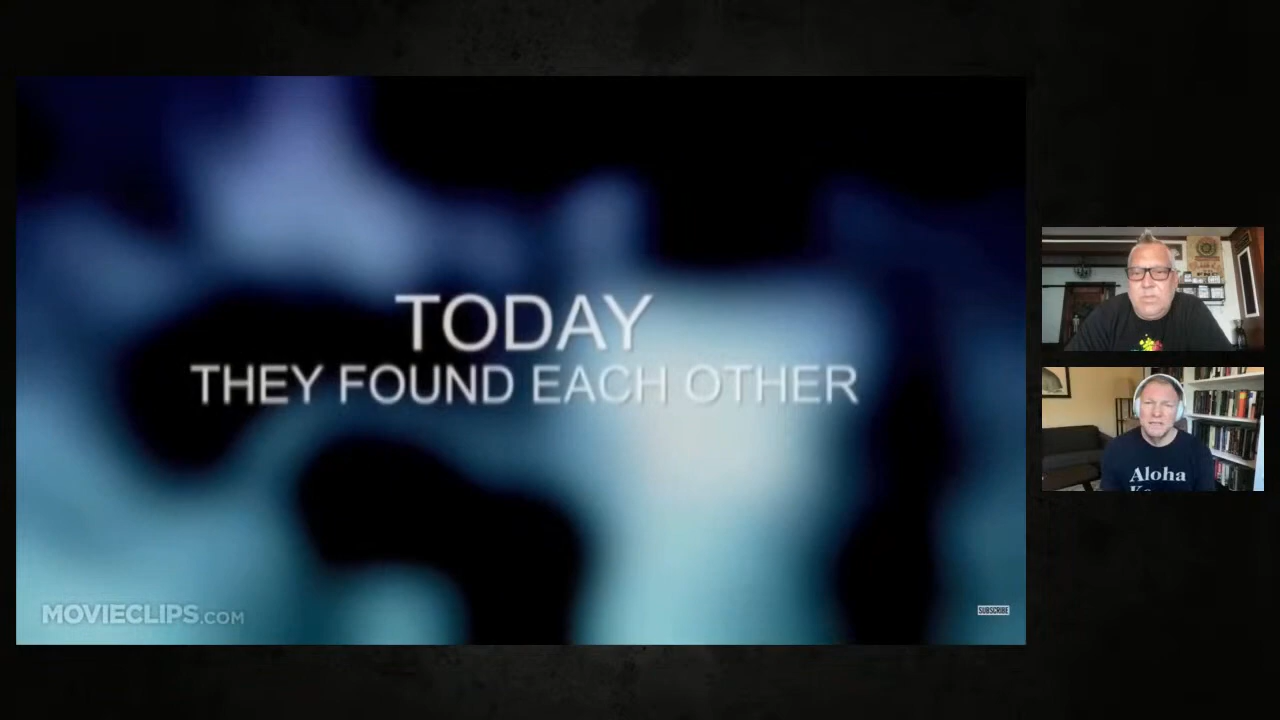 TODAY
THEY FOUND EACH OTHER
MOVIECLIPS.COM
SUBSCRIBE
Aloha